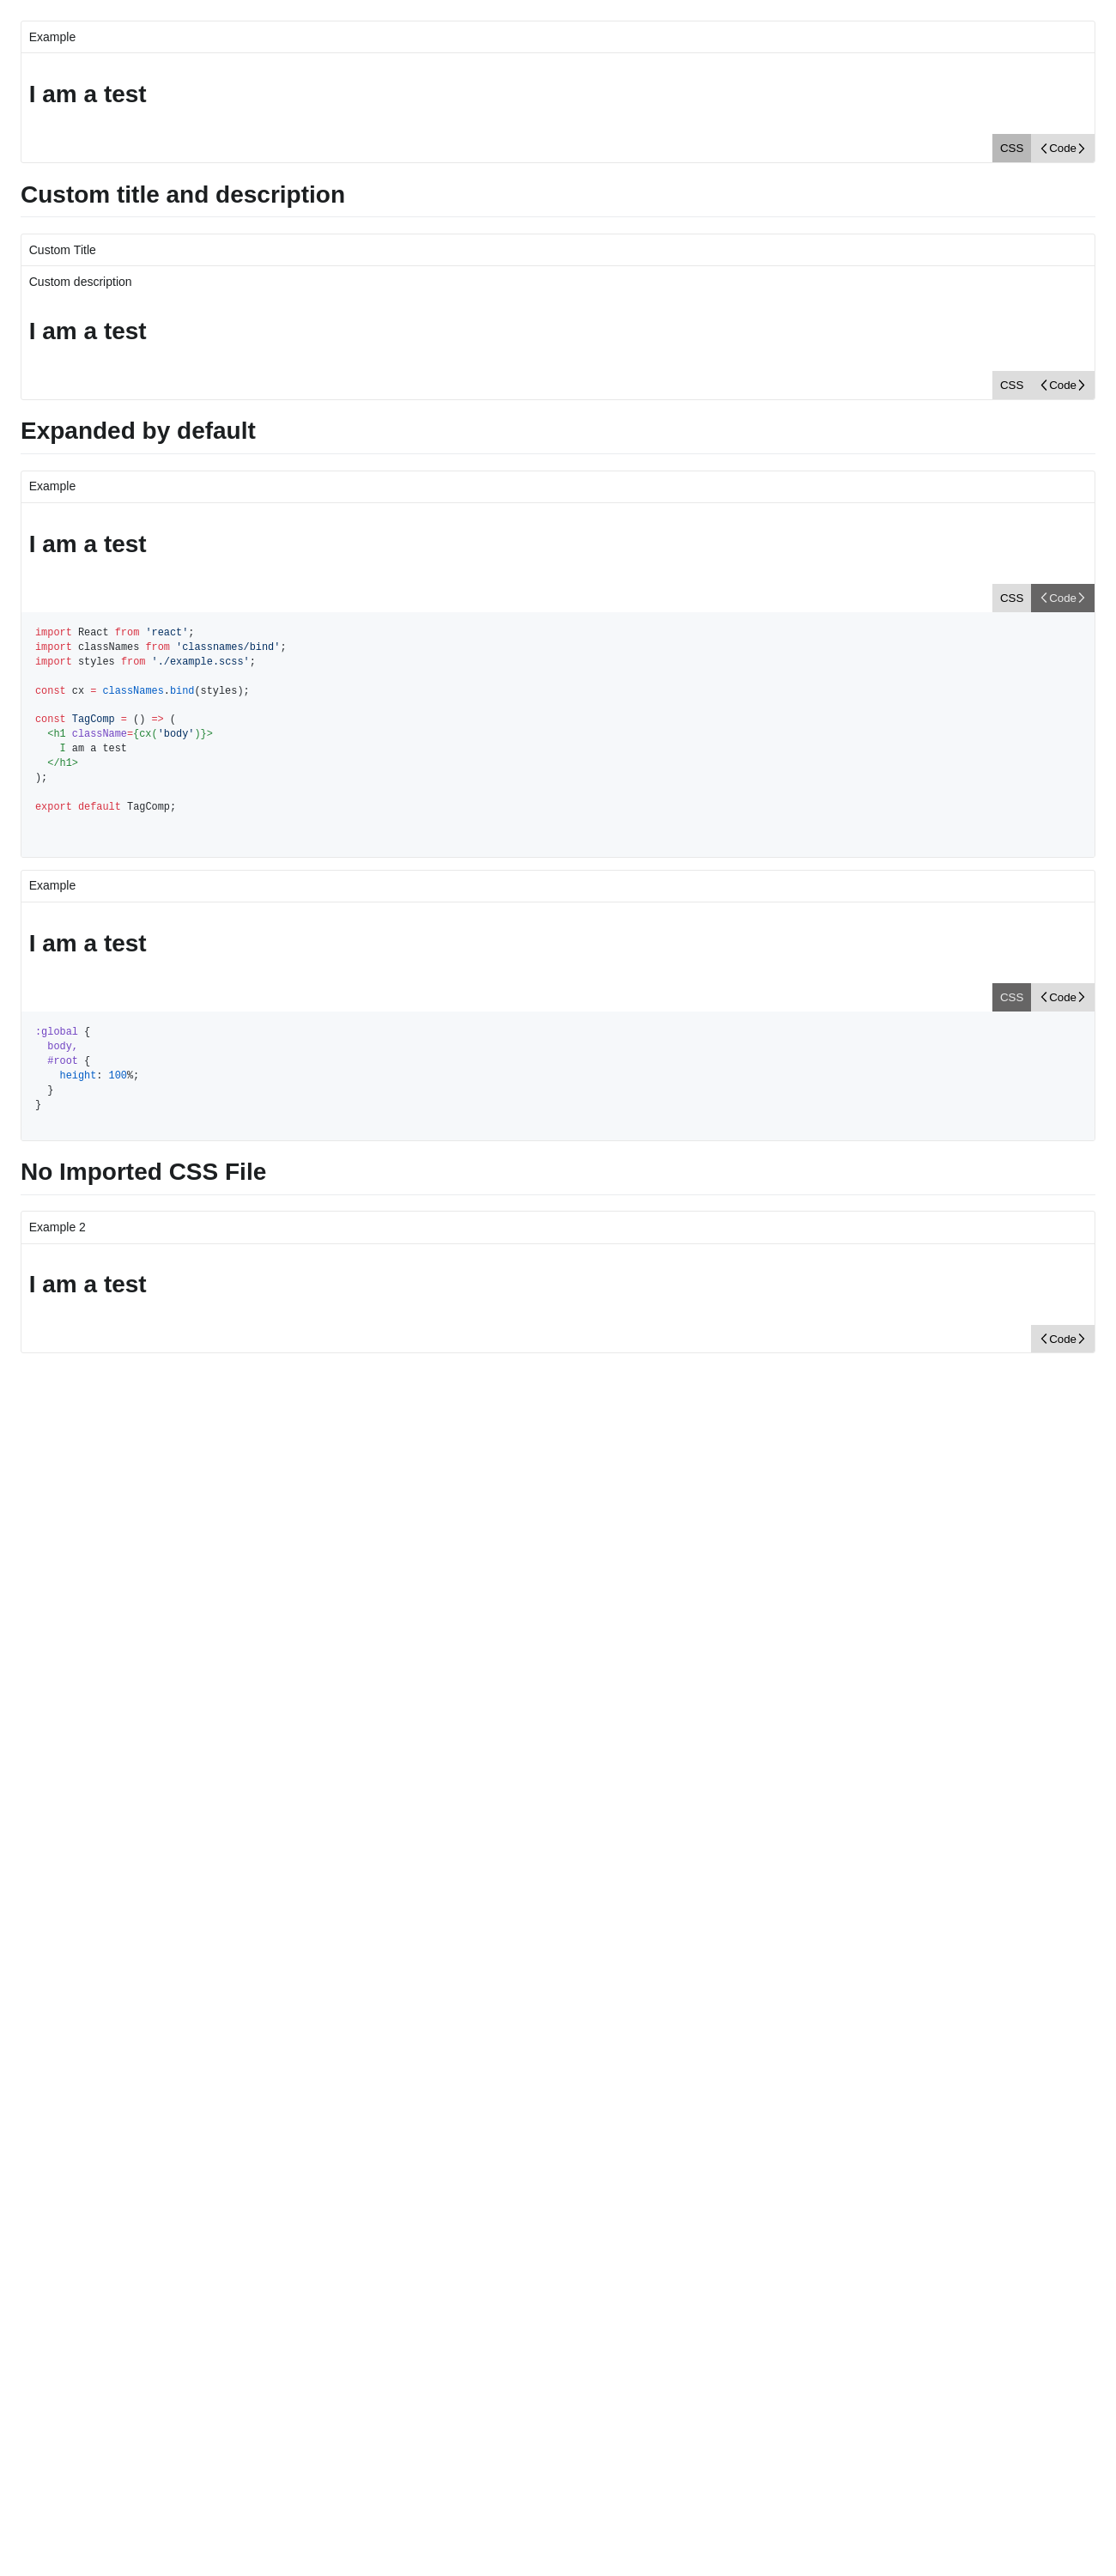 Example
I am a test
CSS <Code>
Custom title and description
Custom Title
Custom description
I am a test
CSS <Code>
Expanded by default
Example
I am a test
CSS <Code>
import React from 'react';
import classNames from 'classnames/bind';
import styles from './example.scss';
const cx = classNames.bind(styles);
const TagComp = () => (
  <h1 className={cx('body')}>
    I am a test
  </h1>
);
export default TagComp;
Example
I am a test
CSS <Code>
:global {
  body,
  #root {
    height: 100%;
  }
}
No Imported CSS File
Example 2
I am a test
<Code>